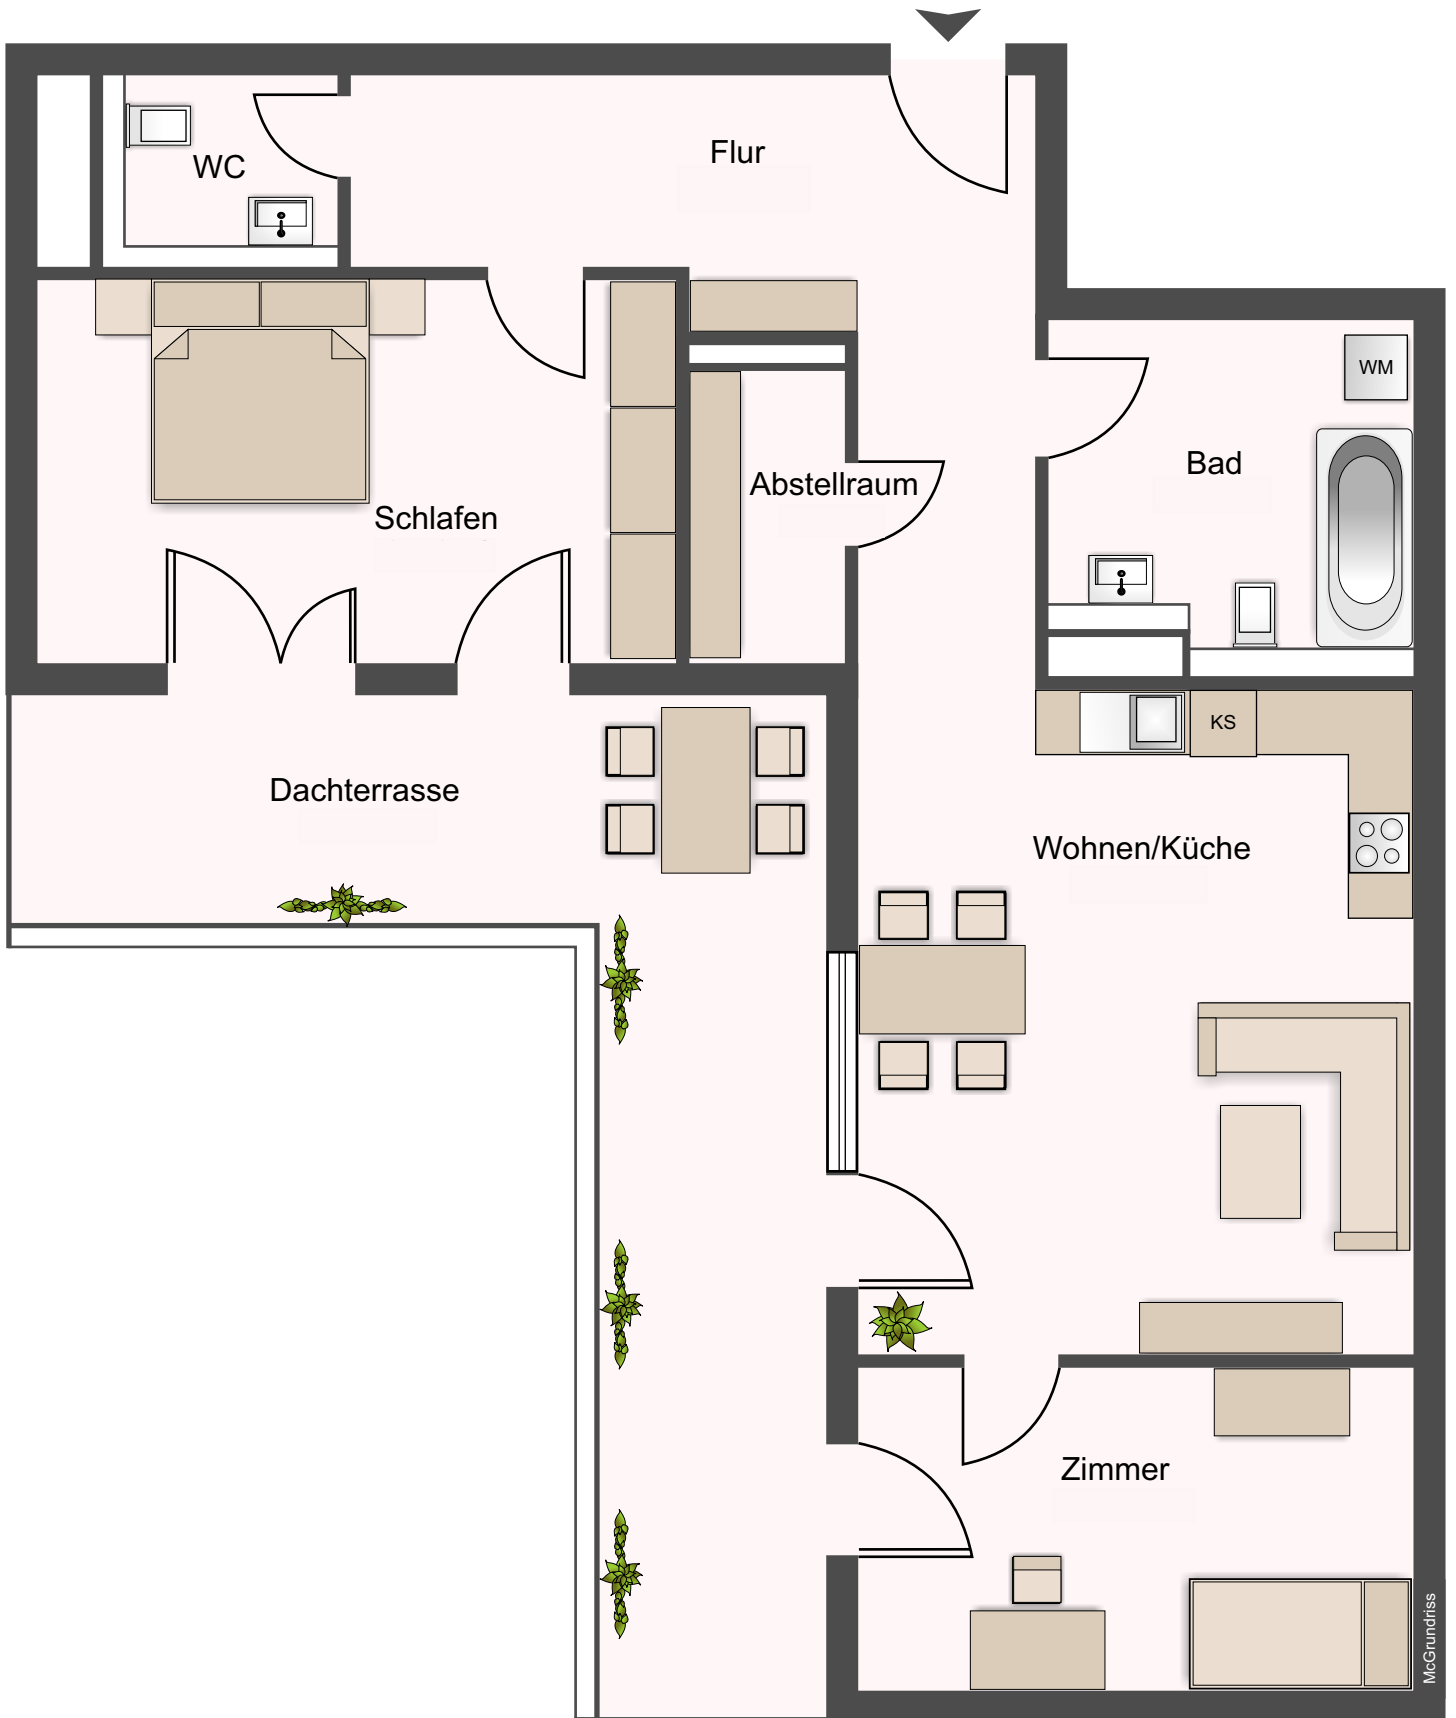 Flur
WC
WM
Bad
Abstellraum
Schlafen
KS
Dachterrasse
Wohnen/Küche
Zimmer
McGrundriss